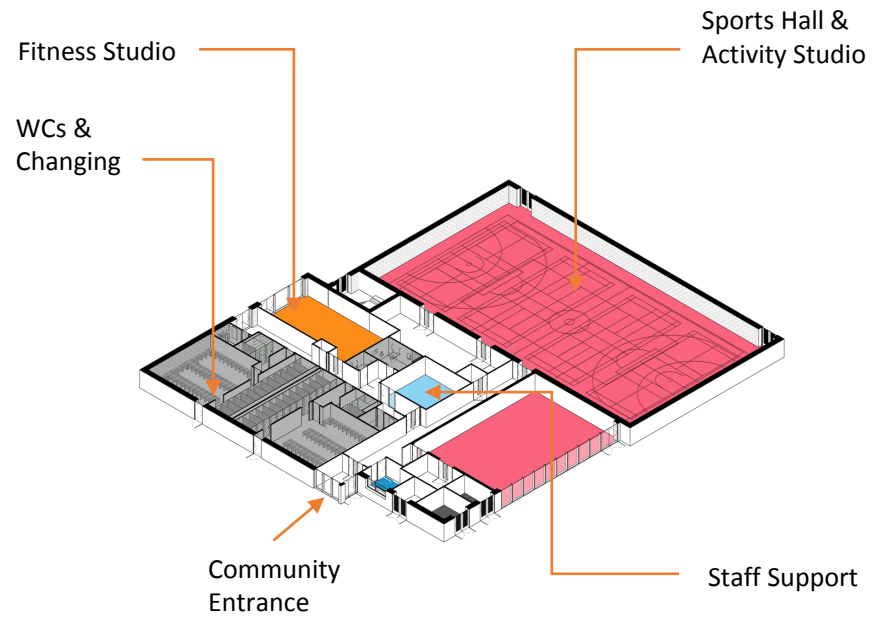 Sports Hall &
Activity Studio
Fitness Studio
WCs &
Changing
Community
Entrance
Staff Support